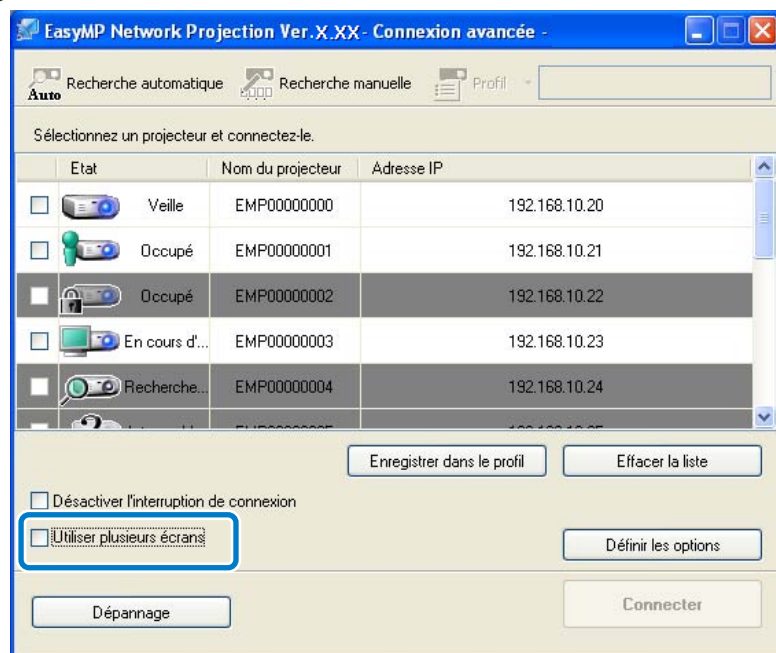 EasyMP Network Projection Ver.X.XX- Connexion avancée -
Auto Recherche automatique Recherche manuelle Profil
Sélectionnez un projecteur et connectez-le.
Etat Nom du projecteur Adresse IP
Veille EMP00000000 192.168.10.20
Occupé EMP00000001 192.168.10.21
Occupé EMP00000002 192.168.10.22
En cours d'... EMP00000003 192.168.10.23
Recherche... EMP00000004 192.168.10.24
Enregistrer dans le profil Effacer la liste
Désactiver l'interruption de connexion
Utiliser plusieurs écrans
Définir les options
Dépannage Connecter